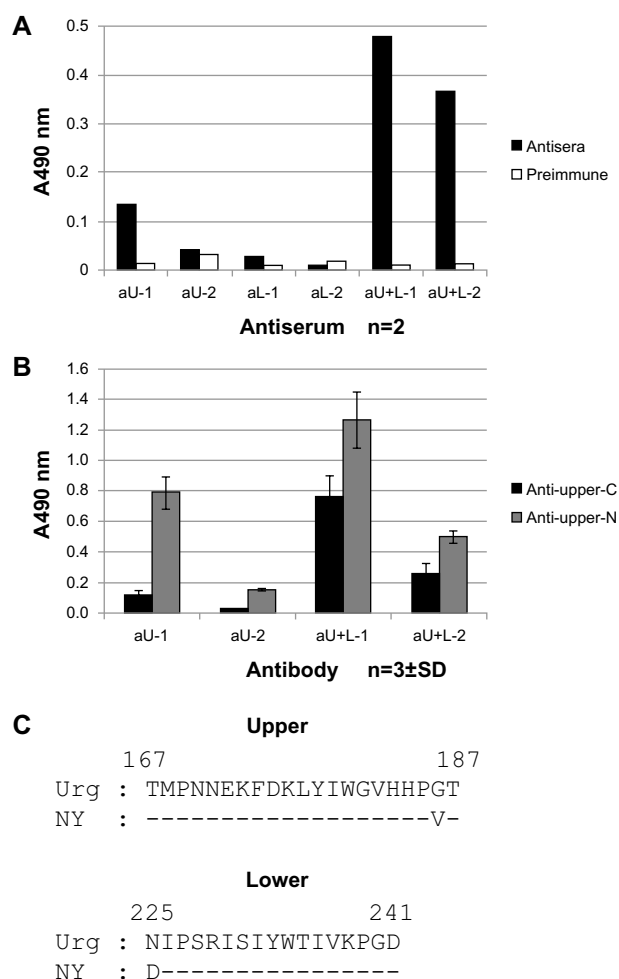 A
0.5
0.4
0.3
0.2
0.1
0
A490 nm
aU-1 aU-2 aL-1 aL-2 aU+L-1 aU+L-2
Antiserum n=2
Antisera
Preimmune
B
1.6
1.4
1.2
1.0
0.8
0.6
0.4
0.2
0.0
A490 nm
aU-1 aU-2 aU+L-1 aU+L-2
Antibody n=3±SD
Anti-upper-C
Anti-upper-N
C
Upper
167 187
Urg : TMPNNEKFDKLYIWGVHHPGT
NY : -------------------V-
Lower
225 241
Urg : NIPSRISIYWTIVKPGD
NY : D----------------